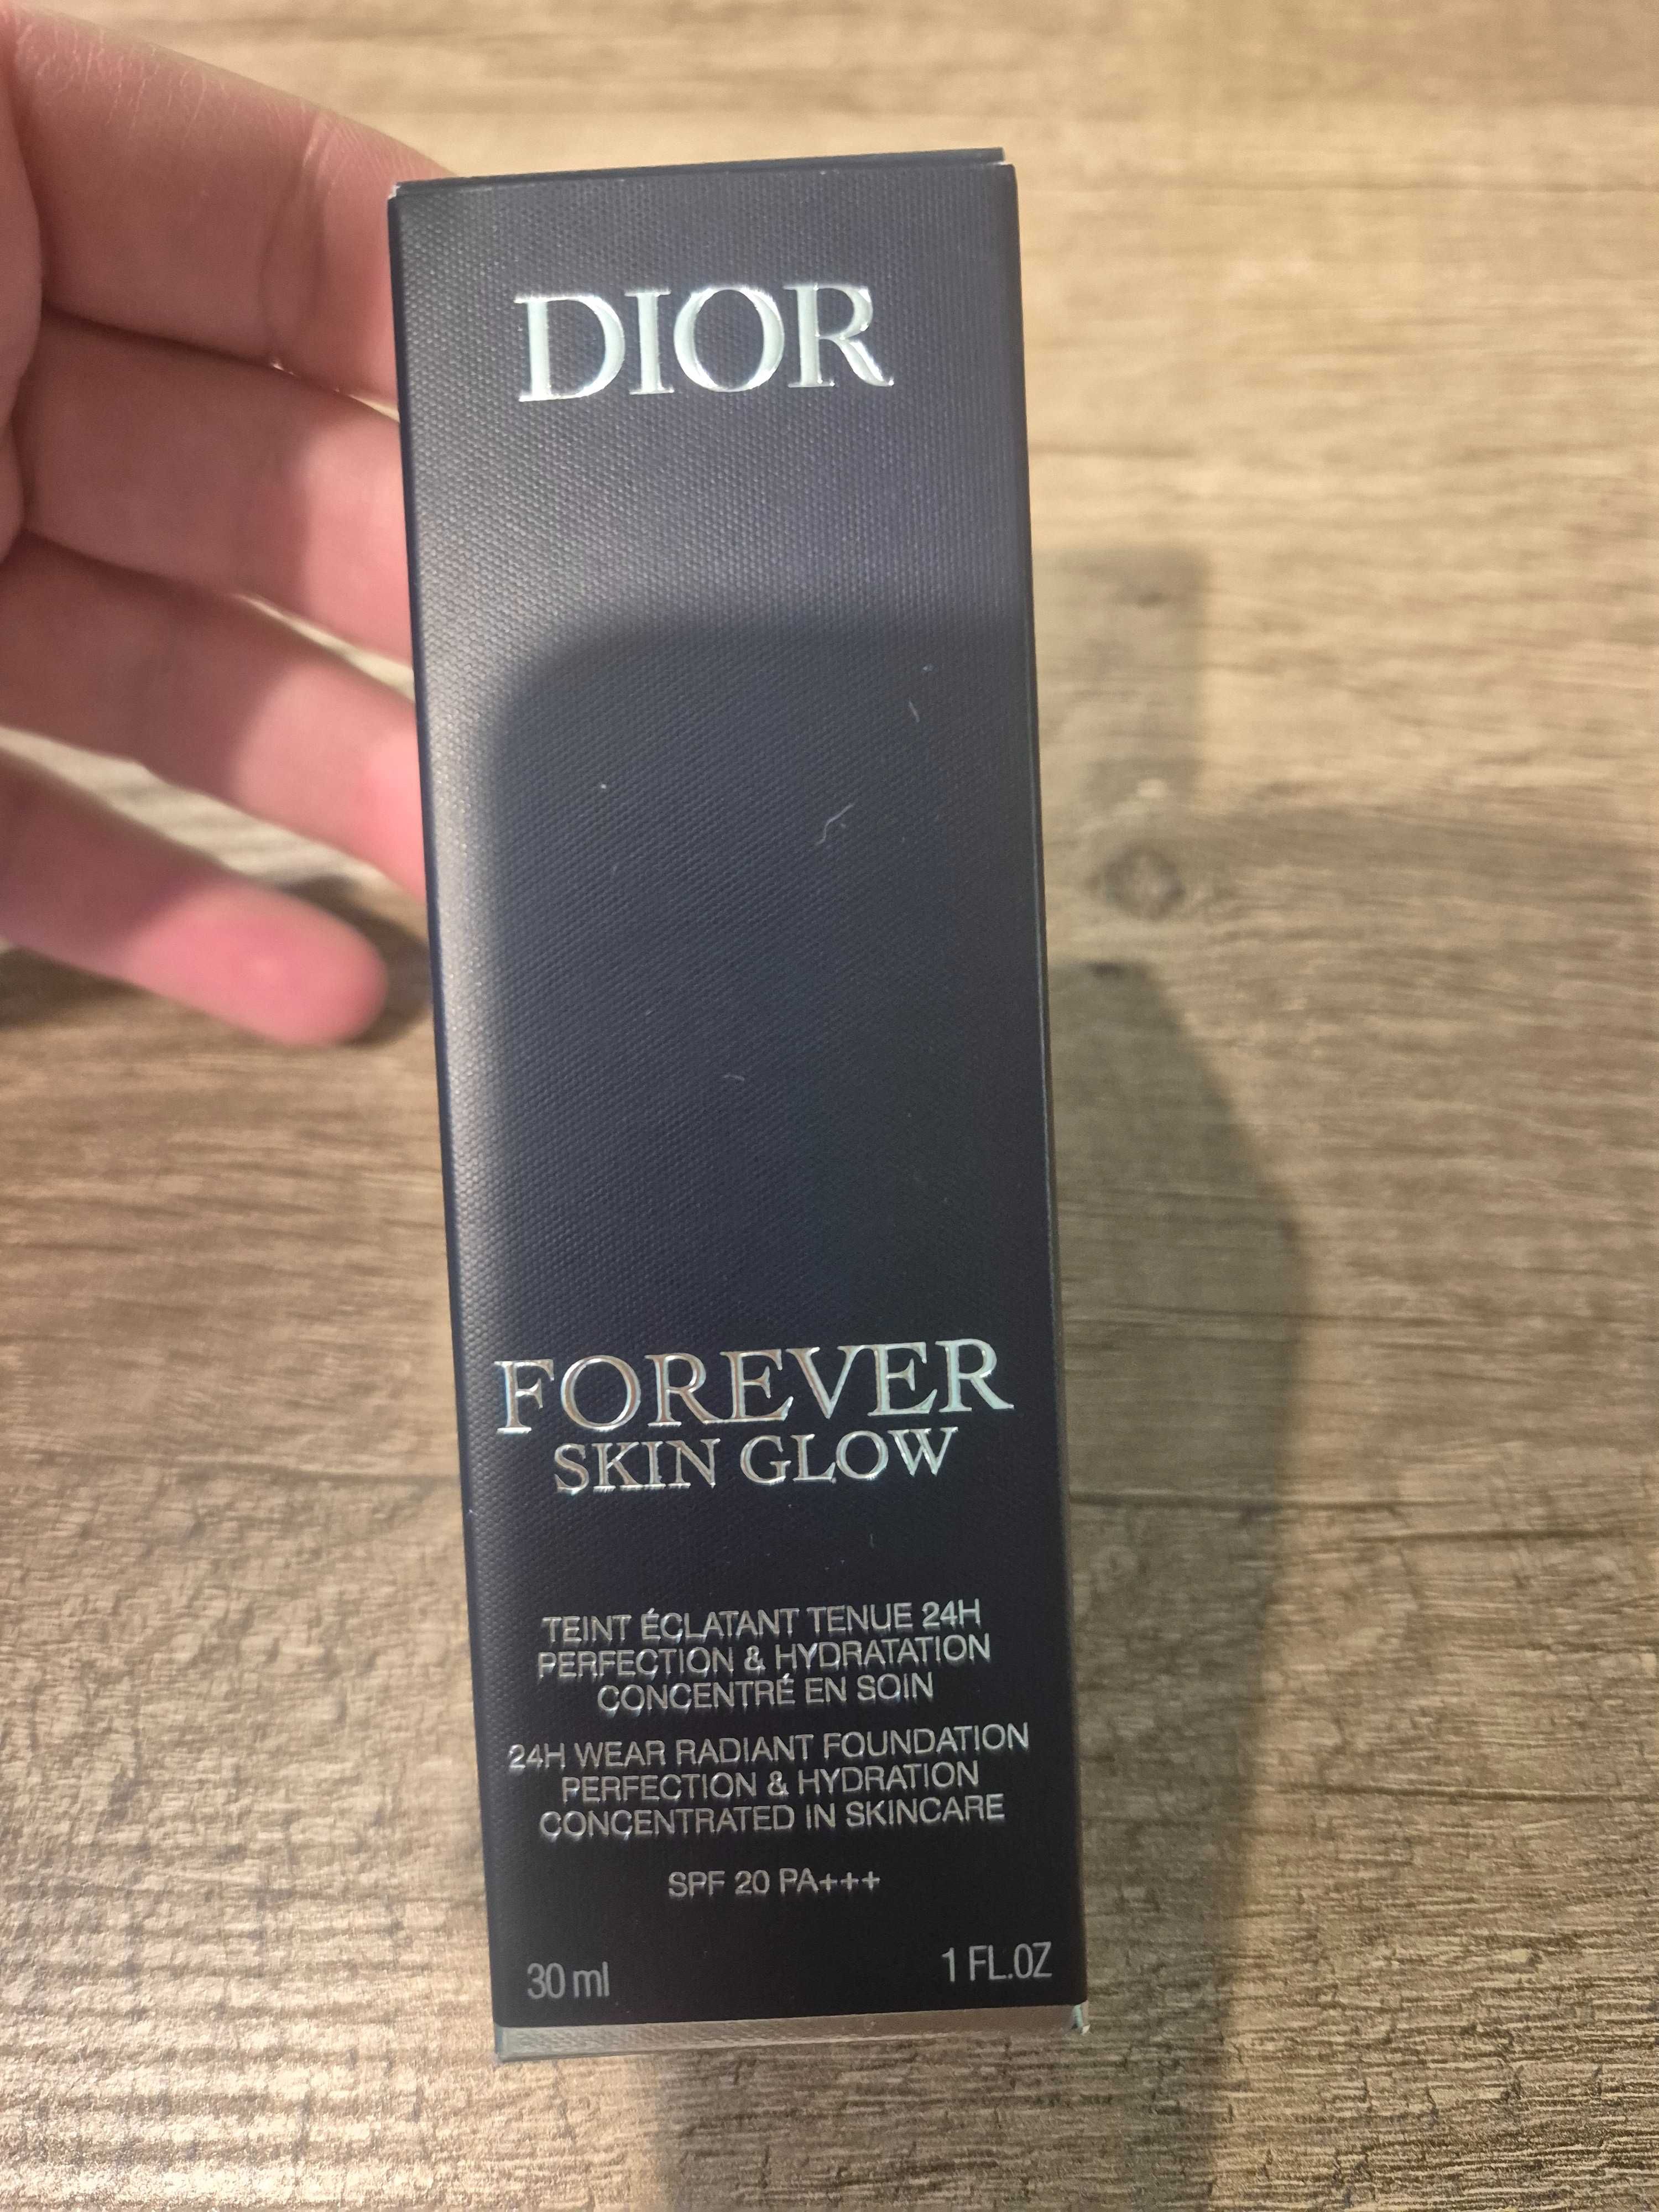 DIOR
FOREVER
SKIN GLOW
TEINT ÉCLATANT TENUE 24H
PERFECTION & HYDRATATION
CONCENTRÉ EN SOIN
24H WEAR RADIANT FOUNDATION
PERFECTION & HYDRATION
CONCENTRATED IN SKINCARE
SPF 20 PA+++
30 ml 1 FL.OZ